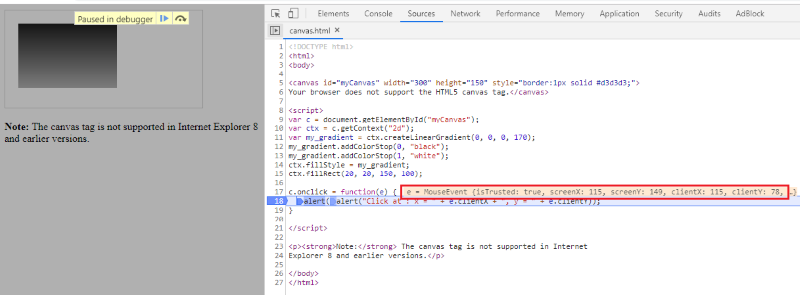 Paused in debugger
Note: The canvas tag is not supported in Internet Explorer 8
and earlier versions.
Elements Console Sources Network Performance Memory Application Security Audits AdBlock
canvas.html ×
1 <!DOCTYPE html>
2 <html>
3 <body>
4
5 <canvas id="myCanvas" width="300" height="150" style="border:1px solid #d3d3d3;">
6 Your browser does not support the HTML5 canvas tag.</canvas>
7
8 <script>
9 var c = document.getElementById("myCanvas");
10 var ctx = c.getContext("2d");
11 var my_gradient = ctx.createLinearGradient(0, 0, 0, 170);
12 my_gradient.addColorStop(0, "black");
13 my_gradient.addColorStop(1, "white");
14 ctx.fillStyle = my_gradient;
15 ctx.fillRect(20, 20, 150, 100);
16
17 c.onclick = function(e) { e = MouseEvent {isTrusted: true, screenX: 115, screenY: 149, clientX: 115, clientY: 78, …}
18 alert( alert("Click at : x = " + e.clientX + ", y = " + e.clientY));
19 }
20
21 </script>
22
23 <p><strong>Note:</strong> The canvas tag is not supported in Internet
24 Explorer 8 and earlier versions.</p>
25
26 </body>
27 </html>